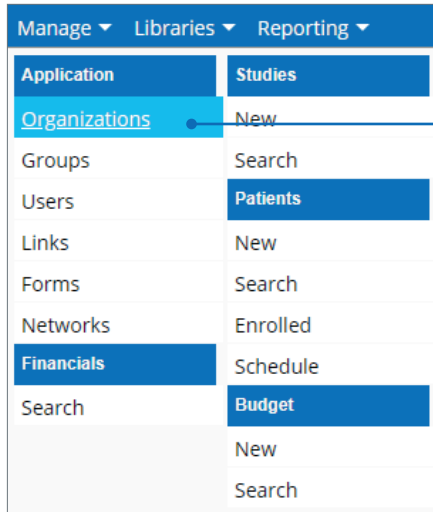 Manage Libraries Reporting
Application
Organizations
Groups
Users
Links
Forms
Networks
Financials
Search
Studies
New
Search
Patients
New
Search
Enrolled
Schedule
Budget
New
Search